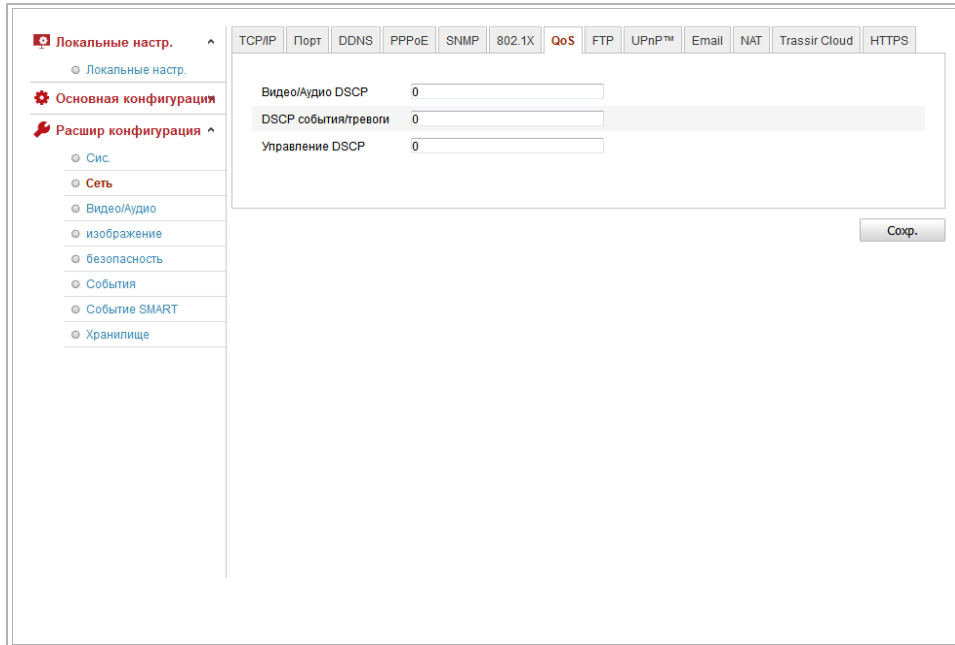 Локальные настр.
Локальные настр.
Основная конфигурация
Расшир конфигурация
Сис.
Сеть
Видео/Аудио
изображение
безопасность
События
Событие SMART
Хранилище
TCP/IP Порт DDNS PPPoE SNMP 802.1X QoS FTP UPnP™ Email NAT Trassir Cloud HTTPS
Видео/Аудио DSCP 0
DSCP события/тревоги 0
Управление DSCP 0
Сохр.